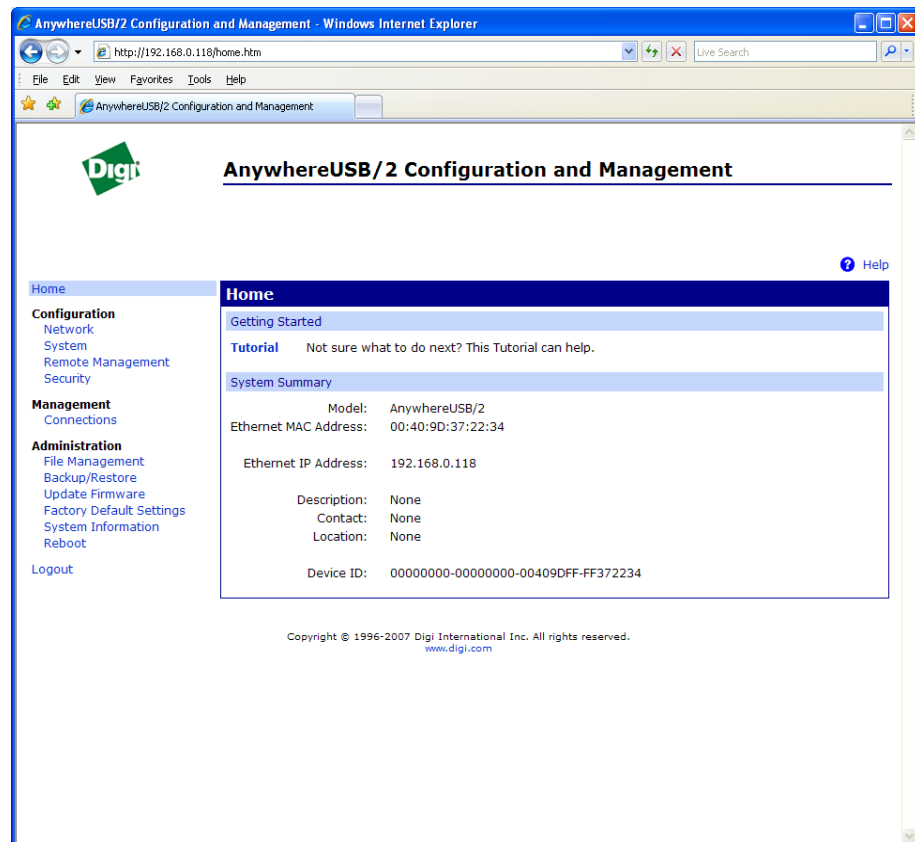 AnywhereUSB/2 Configuration and Management - Windows Internet Explorer
http://192.168.0.118/home.htm
Live Search
File Edit View Favorites Tools Help
AnywhereUSB/2 Configuration and Management
Digi
AnywhereUSB/2 Configuration and Management
? Help
Home
Configuration
Network
System
Remote Management
Security
Management
Connections
Administration
File Management
Backup/Restore
Update Firmware
Factory Default Settings
System Information
Reboot
Logout
Home
Getting Started
Tutorial Not sure what to do next? This Tutorial can help.
System Summary
Model: AnywhereUSB/2
Ethernet MAC Address: 00:40:9D:37:22:34
Ethernet IP Address: 192.168.0.118
Description: None
Contact: None
Location: None
Device ID: 00000000-00000000-00409DFF-FF372234
Copyright © 1996-2007 Digi International Inc. All rights reserved.
www.digi.com